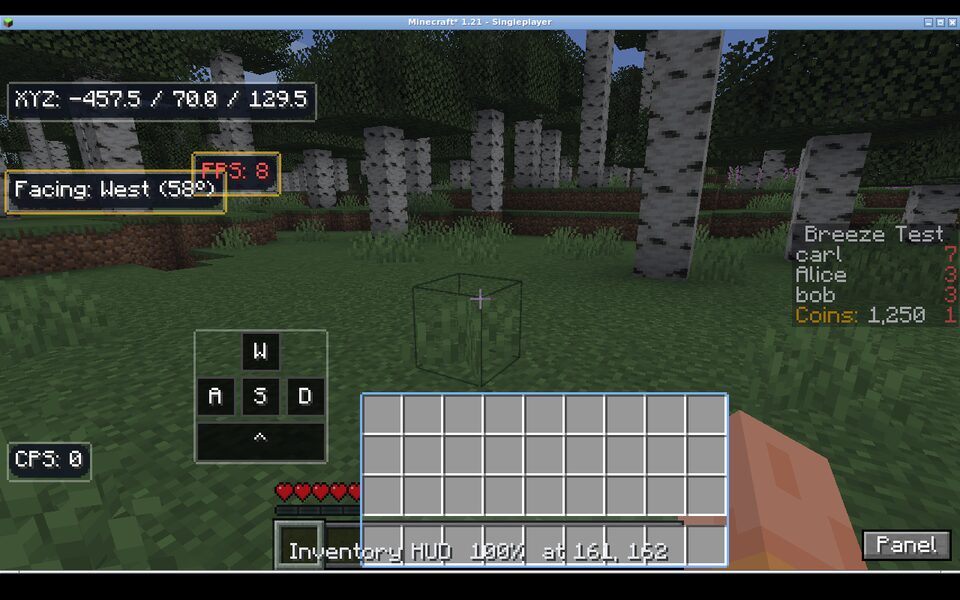 Minecraft* 1.21 - Singleplayer
XYZ: -457.5 / 70.0 / 129.5
FPS: 8
Facing: West (58º)
Breeze Test
carl 7
Alice 3
bob 3
Coins: 1,250 1
W
A S D
^
CPS: 0
Inventory HUD 100% at 161, 162
Panel